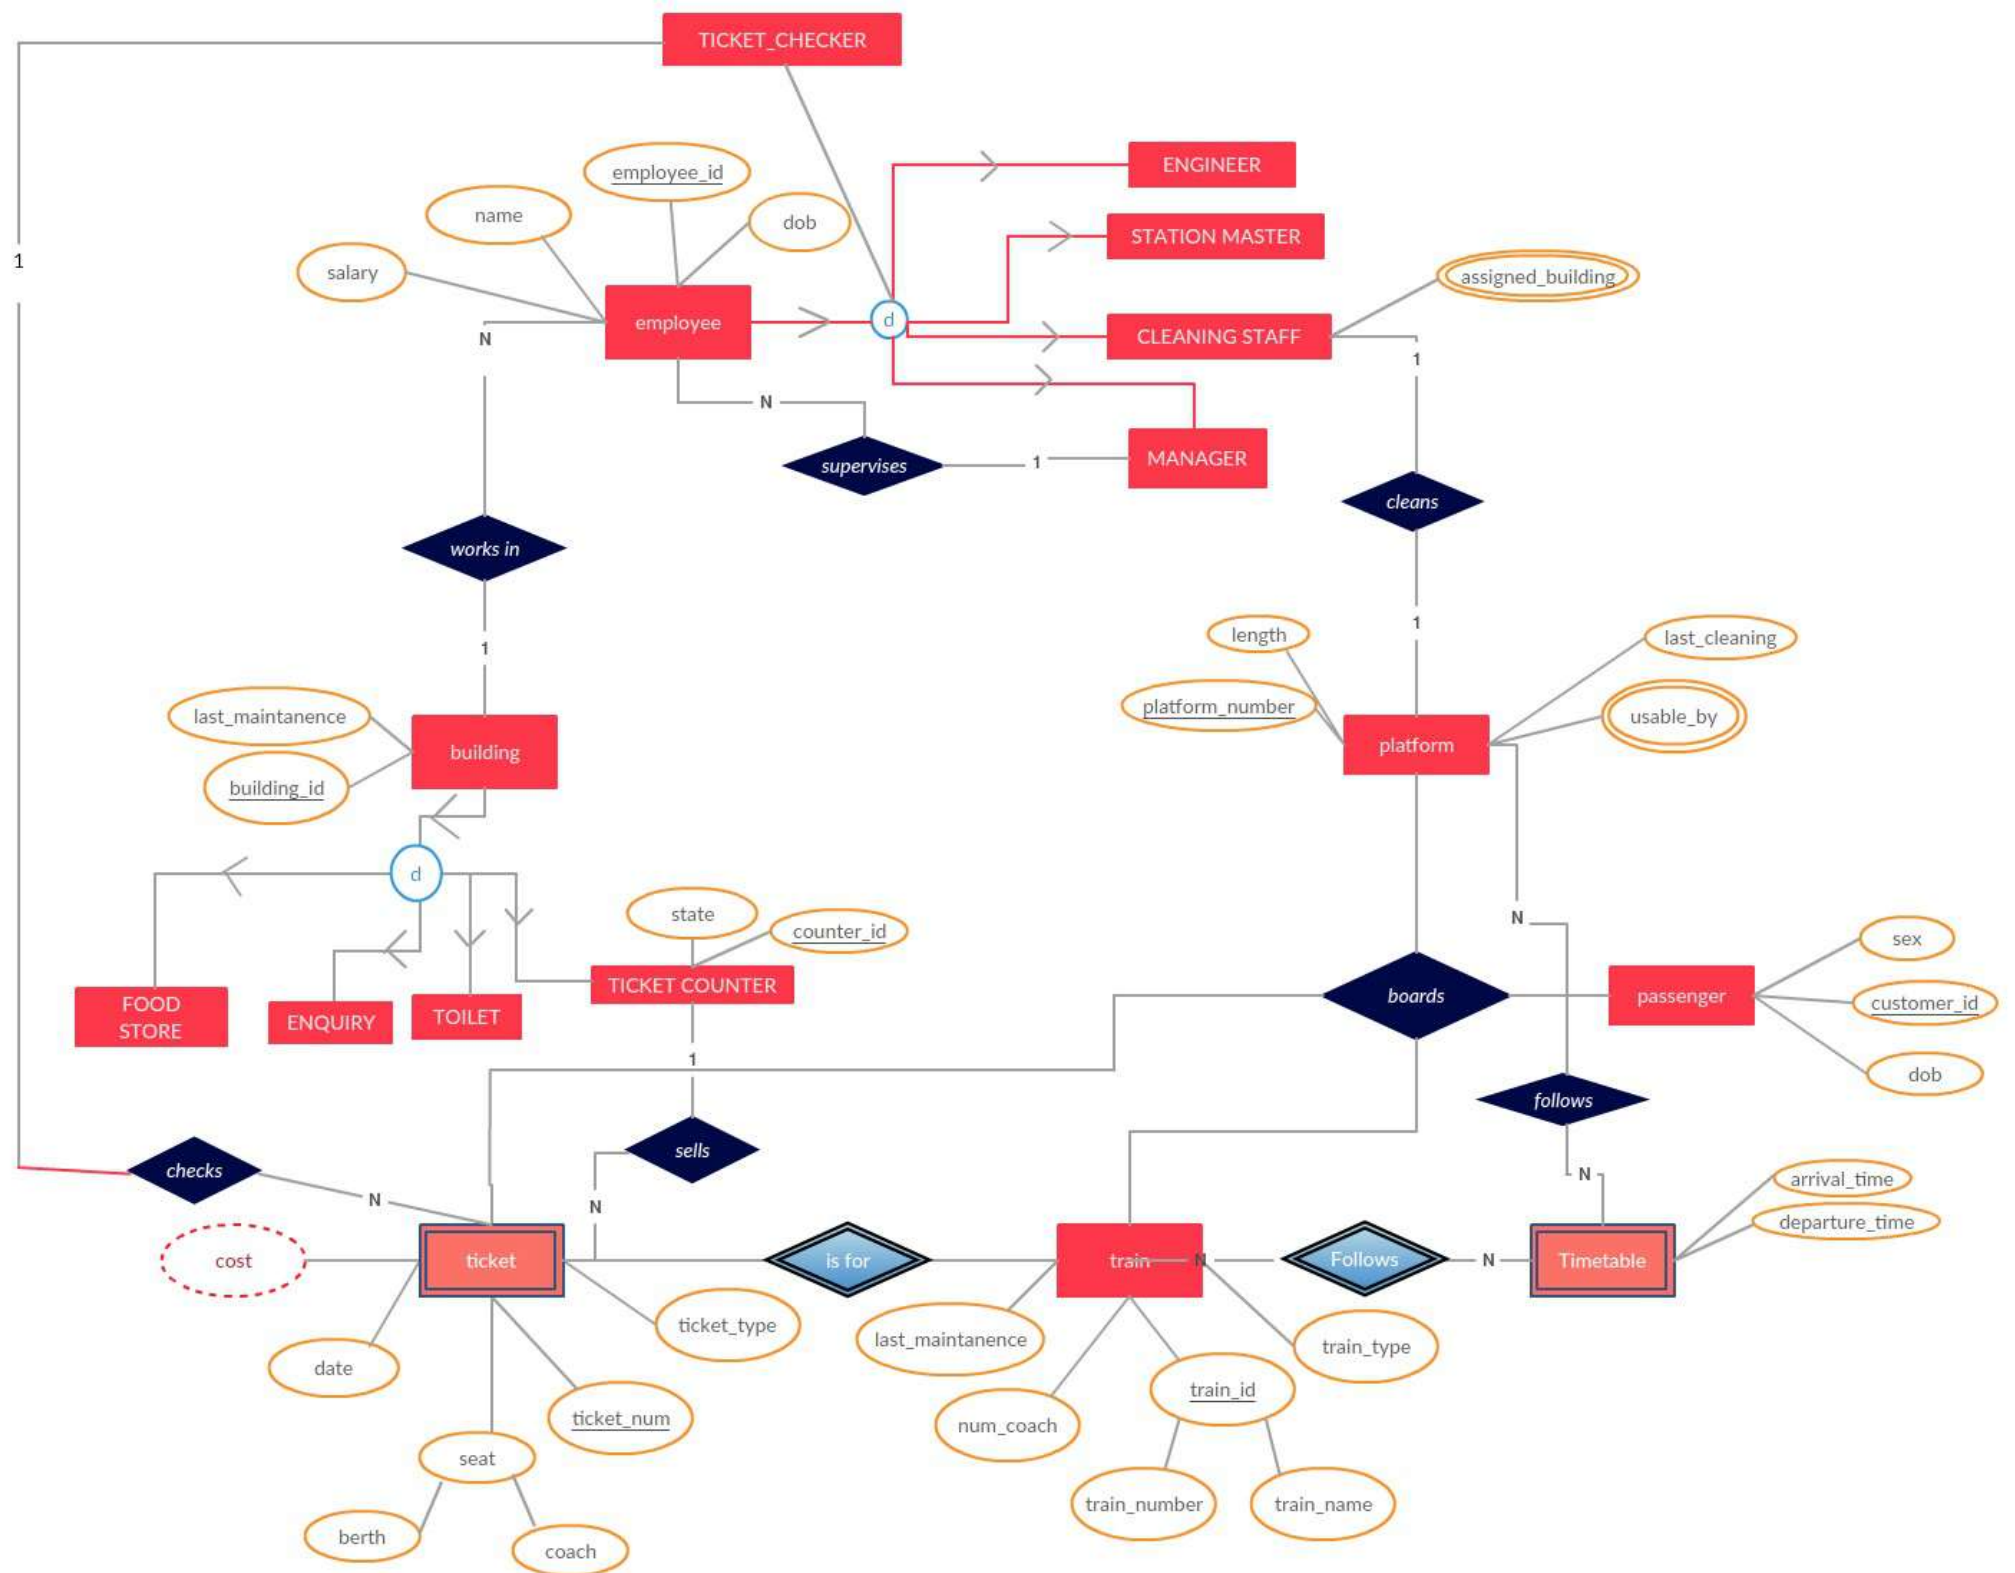 TICKET_CHECKER
ENGINEER
employee_id
name
dob
STATION MASTER
salary
1
assigned_building
employee
d
CLEANING STAFF
N
1
N
supervises
1
MANAGER
cleans
works in
1
1
length
last_cleaning
last_maintanence
platform_number
usable_by
building
platform
building_id
d
state
counter_id
N
sex
TICKET COUNTER
boards
passenger
customer_id
FOOD
STORE
ENQUIRY
TOILET
1
dob
follows
checks
sells
N
N
N
arrival_time
departure_time
cost
ticket
is for
train
N
Follows
N
Timetable
ticket_type
last_maintanence
train_type
date
train_id
ticket_num
num_coach
seat
train_number
train_name
berth
coach